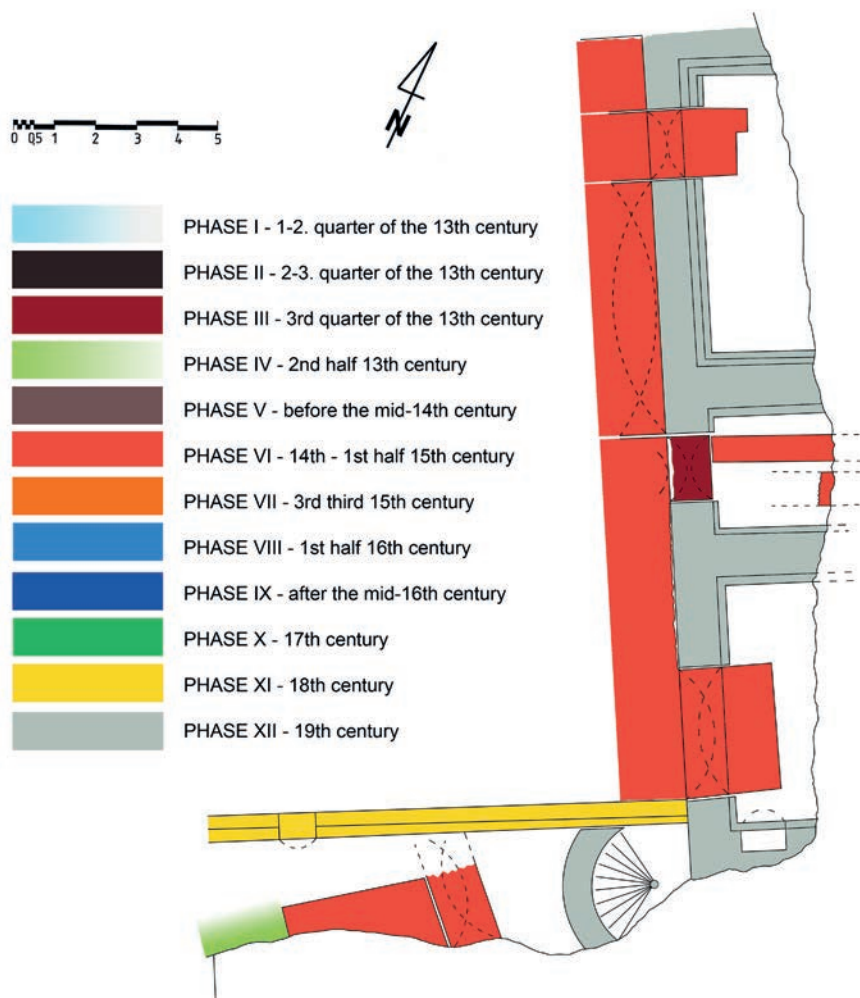 N
0 0,5 1 2 3 4 5
PHASE I - 1-2. quarter of the 13th century
PHASE II - 2-3. quarter of the 13th century
PHASE III - 3rd quarter of the 13th century
PHASE IV - 2nd half 13th century
PHASE V - before the mid-14th century
PHASE VI - 14th - 1st half 15th century
PHASE VII - 3rd third 15th century
PHASE VIII - 1st half 16th century
PHASE IX - after the mid-16th century
PHASE X - 17th century
PHASE XI - 18th century
PHASE XII - 19th century